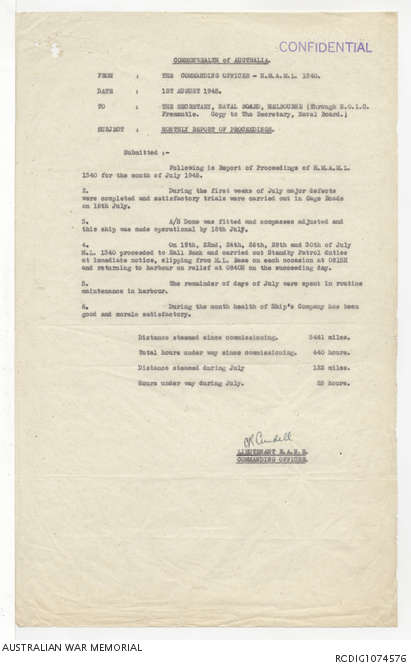 CONFIDENTIAL
COMMONWEALTH of AUSTRALIA.
FROM : THE COMMANDING OFFICER - H.M.A.M.L. 1340.
DATE : 1ST AUGUST 1945.
TO : THE SECRETARY, NAVAL BOARD, MELBOURNE (Through N.O.I.C.
Fremantle. Copy to The Secretary, Naval Board.)
SUBJECT : MONTHLY REPORT OF PROCEEDINGS.
Submitted :-
Following is Report of Proceedings of H.M.A.M.L.
1340 for the month of July 1945.
2. During the first weeks of July major defects
were completed and satisfactory trials were carried out in Gage Roads
on 12th July.
3. A/S Dome was fitted and compasses adjusted and
this ship was made operational by 18th July.
4. On 19th, 22nd, 24th, 26th, 28th and 30th of July
M.L. 1340 proceeded to Hall Bank and carried out Standby Patrol duties
at immediate notice, slipping from M.L. Base on each occasion at 0815H
and returning to harbour on relief at 0840H on the succeeding day.
5. The remainder of days of July were spent in routine
maintenance in harbour.
6. During the month health of Ship's Company has been
good and morale satisfactory.
Distance steamed since commissioning. 5461 miles.
Total hours under way since commissioning. 440 hours.
Distance steamed during July 132 miles.
Hours under way during July. 25 hours.
LIEUTENANT R.A.N.R.
COMMANDING OFFICER.
AUSTRALIAN WAR MEMORIAL
RCDIG1074576